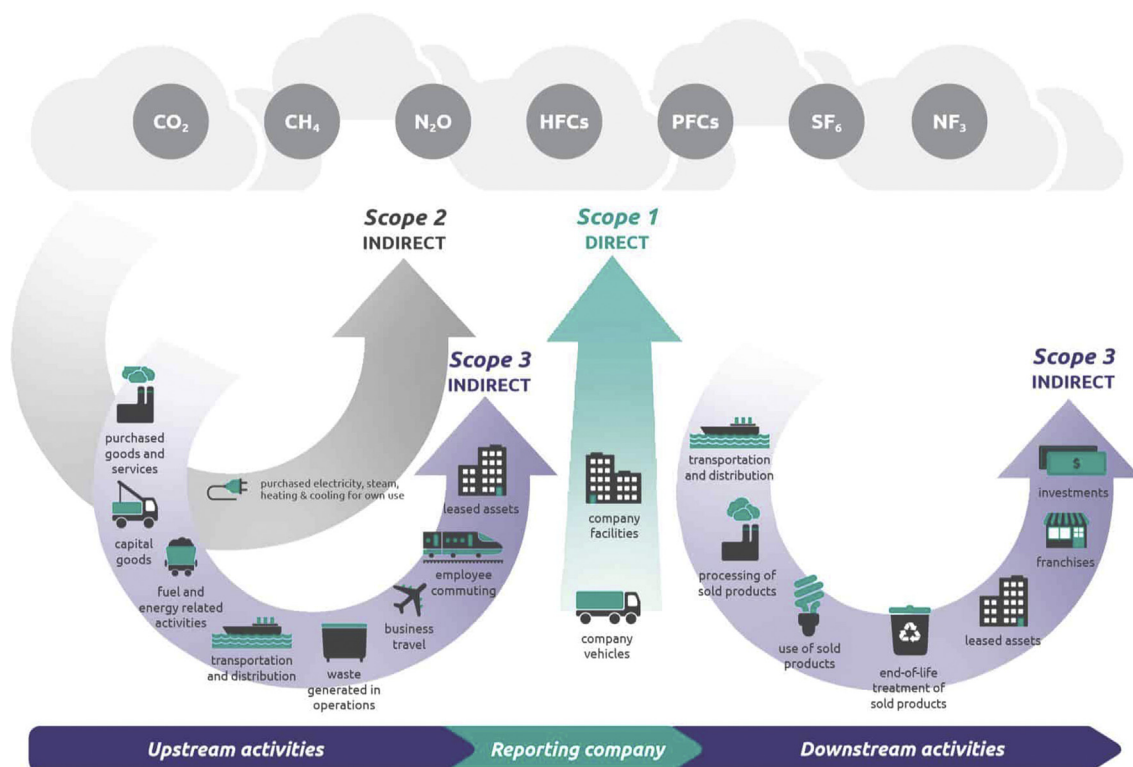 CO₂
CH₄
N₂O
HFCs
PFCs
SF₆
NF₃
Scope 2
INDIRECT
Scope 1
DIRECT
Scope 3
INDIRECT
Scope 3
INDIRECT
purchased
goods and
services
capital
goods
fuel and
energy related
activities
transportation
and distribution
waste
generated in
operations
business
travel
employee
commuting
leased assets
purchased electricity, steam,
heating & cooling for own use
company
facilities
company
vehicles
transportation
and distribution
processing of
sold products
use of sold
products
end-of-life
treatment of
sold products
leased assets
franchises
$
investments
Upstream activities
Reporting company
Downstream activities